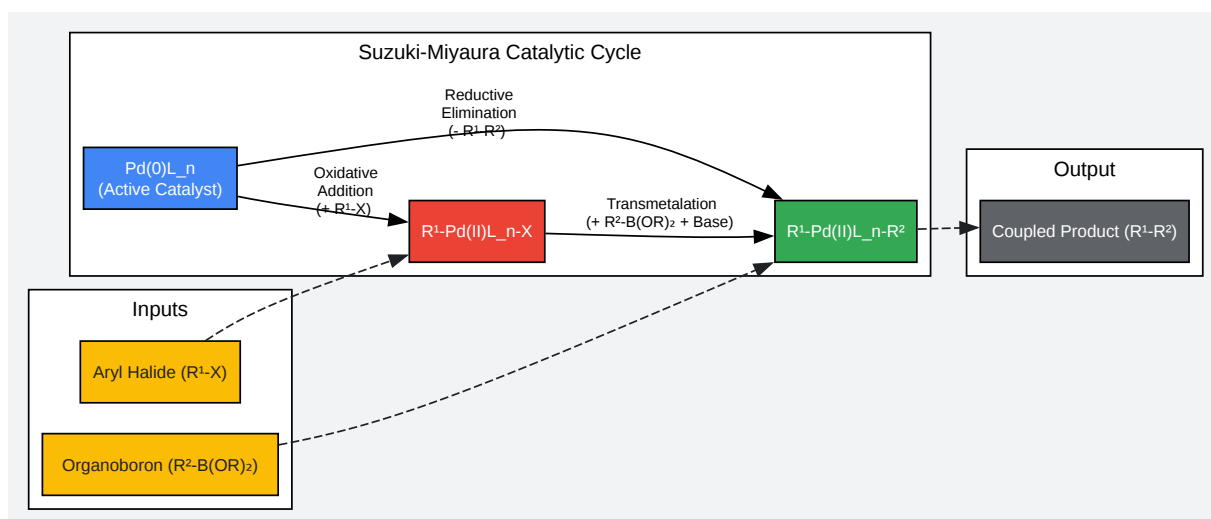 Suzuki-Miyaura Catalytic Cycle
Reductive
Elimination
(- R¹-R²)
Pd(0)L_n
(Active Catalyst)
Oxidative
Addition
(+ R¹-X)
R¹-Pd(II)L_n-X
Transmetalation
(+ R²-B(OR)₂ + Base)
R¹-Pd(II)L_n-R²
Output
Coupled Product (R¹-R²)
Inputs
Aryl Halide (R¹-X)
Organoboron (R²-B(OR)₂)